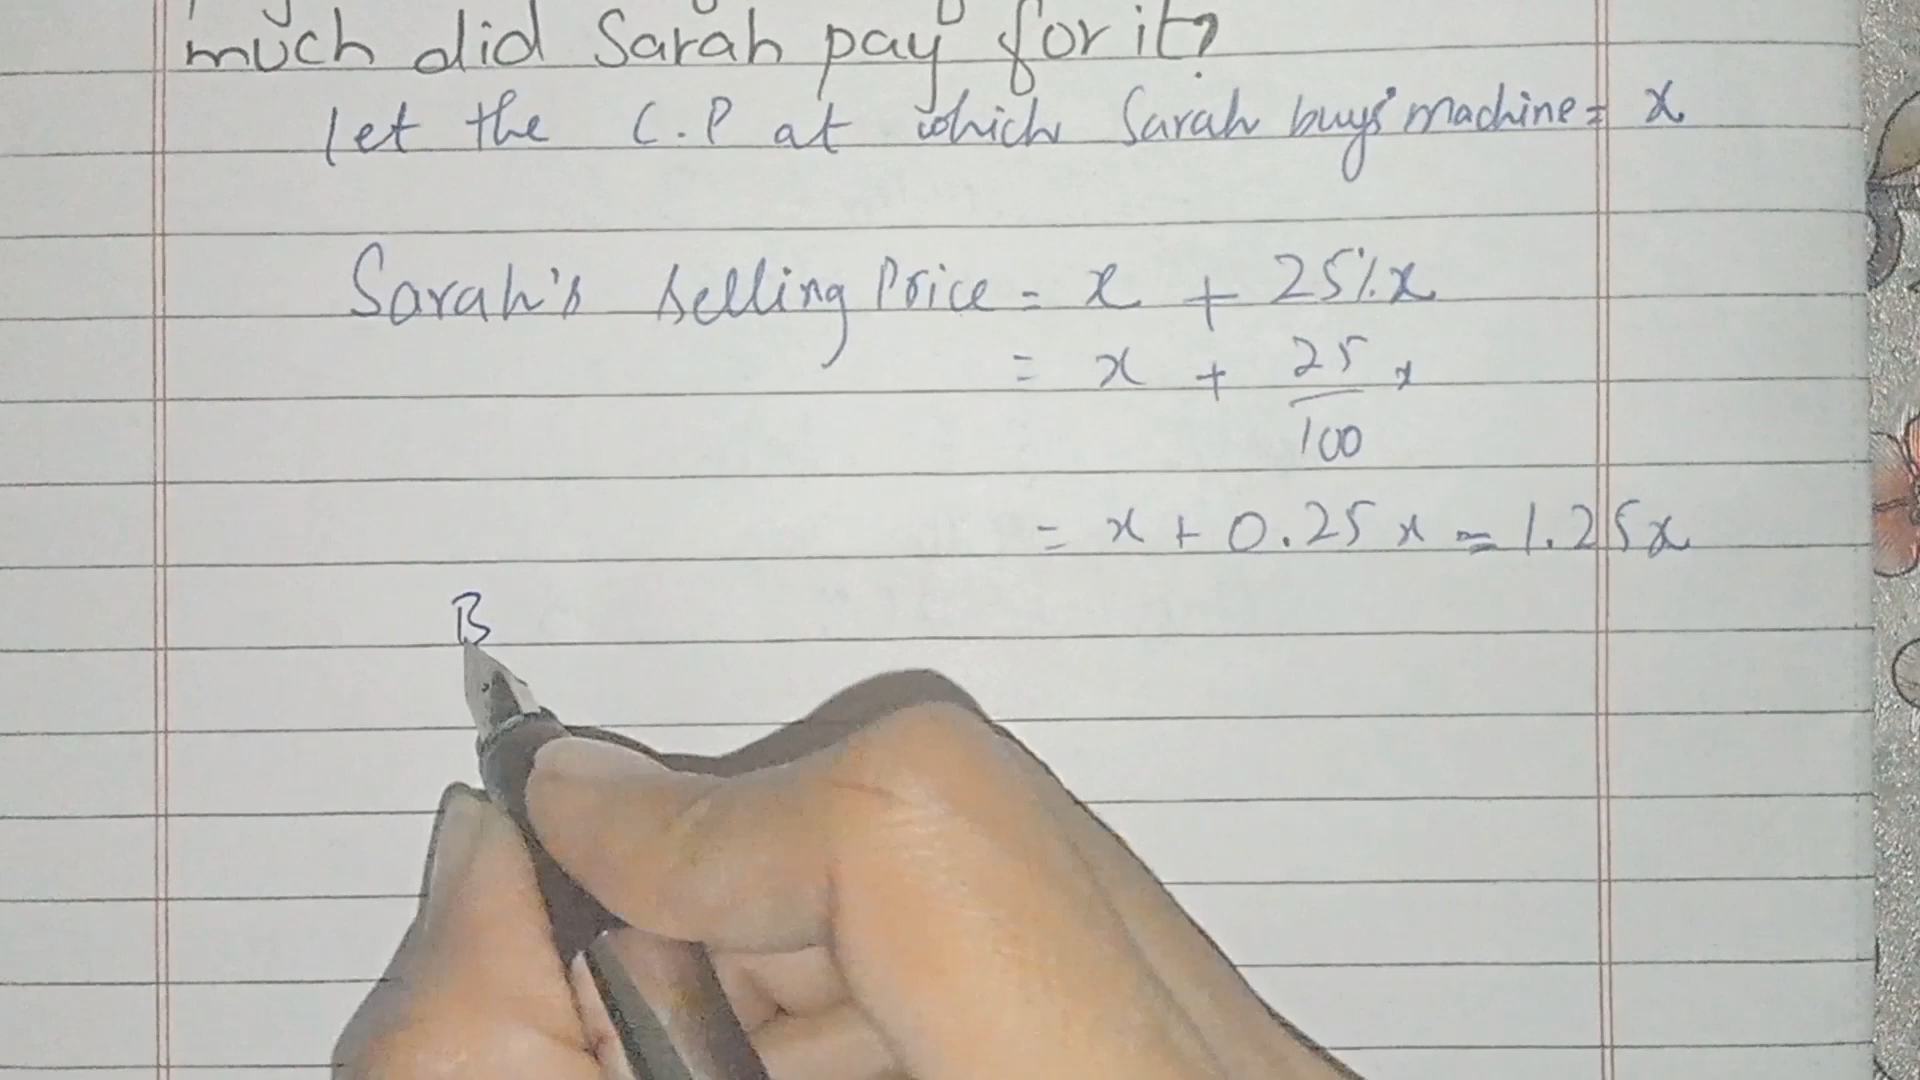 much did Sarah pay for it?
let the C.P at which Sarah buys machine = x
Sarah's selling Price = x + 25%x
= x + 25/100 x
= x + 0.25x = 1.25x
B